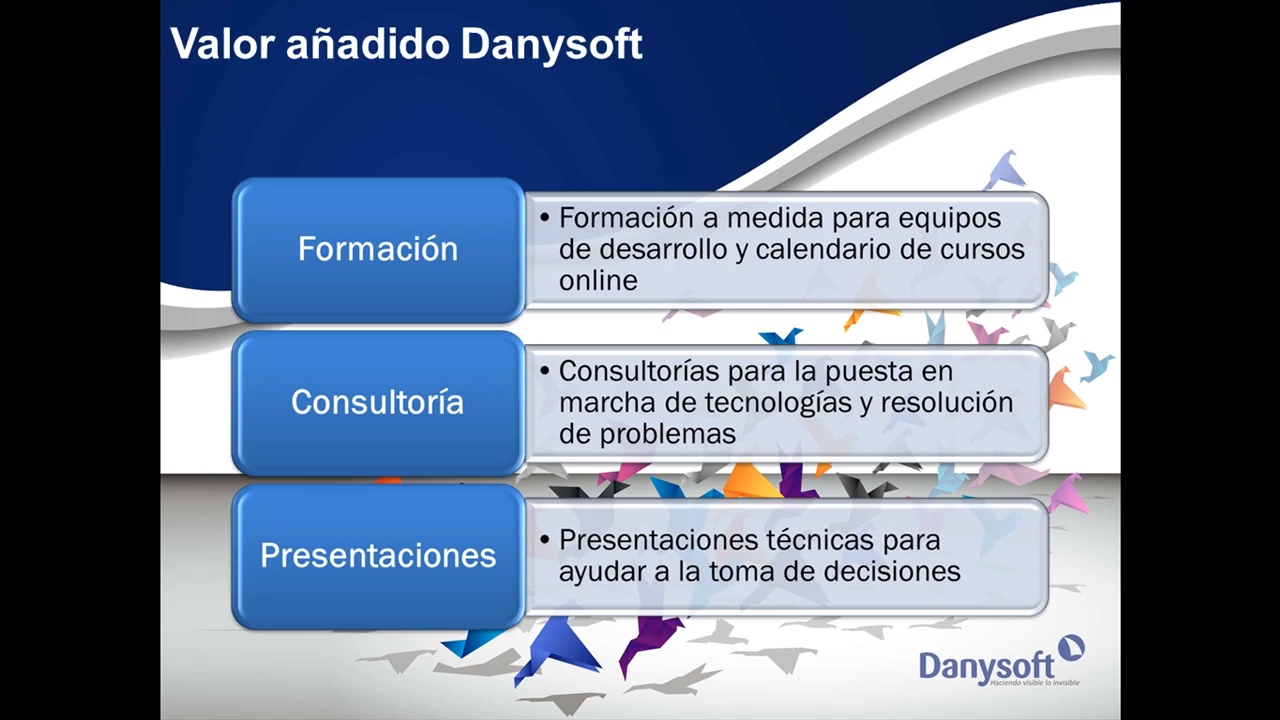 Valor añadido Danysoft
Formación
• Formación a medida para equipos
de desarrollo y calendario de cursos
online
Consultoría
• Consultorías para la puesta en
marcha de tecnologías y resolución
de problemas
Presentaciones
• Presentaciones técnicas para
ayudar a la toma de decisiones
Danysoft
Haciendo visible lo invisible